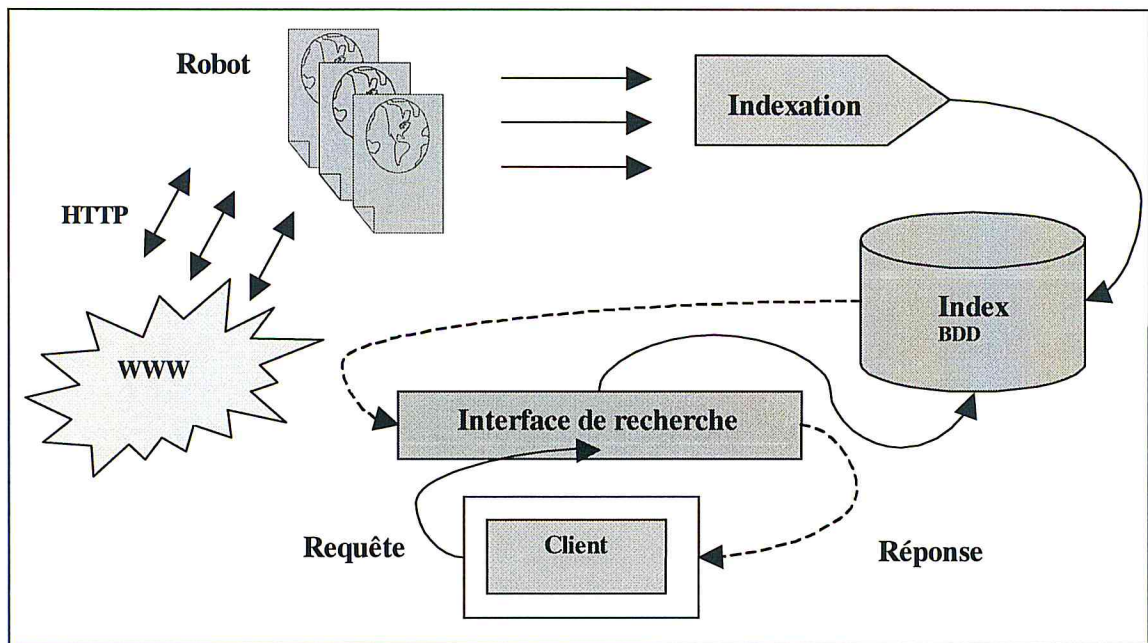 Robot
Indexation
HTTP
Index
BDD
WWW
Interface de recherche
Requête
Client
Réponse